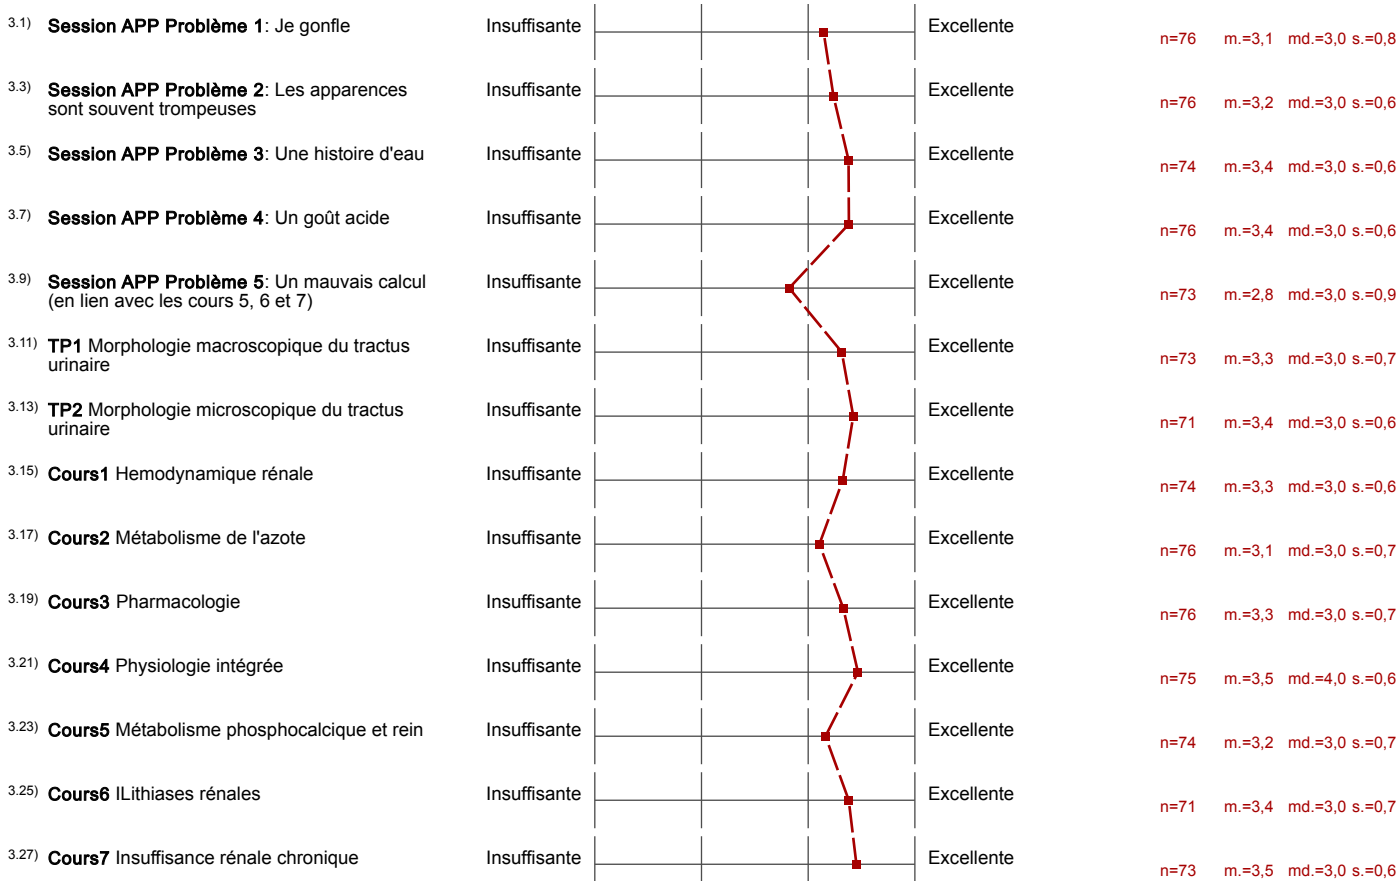 3.1) Session APP Problème 1: Je gonfle Insuffisante Excellente n=76 m.=3,1 md.=3,0 s.=0,8
3.3) Session APP Problème 2: Les apparences Insuffisante Excellente n=76 m.=3,2 md.=3,0 s.=0,6
sont souvent trompeuses
3.5) Session APP Problème 3: Une histoire d'eau Insuffisante Excellente n=74 m.=3,4 md.=3,0 s.=0,6
3.7) Session APP Problème 4: Un goût acide Insuffisante Excellente n=76 m.=3,4 md.=3,0 s.=0,6
3.9) Session APP Problème 5: Un mauvais calcul Insuffisante Excellente n=73 m.=2,8 md.=3,0 s.=0,9
(en lien avec les cours 5, 6 et 7)
3.11) TP1 Morphologie macroscopique du tractus Insuffisante Excellente n=73 m.=3,3 md.=3,0 s.=0,7
urinaire
3.13) TP2 Morphologie microscopique du tractus Insuffisante Excellente n=71 m.=3,4 md.=3,0 s.=0,6
urinaire
3.15) Cours1 Hemodynamique rénale Insuffisante Excellente n=74 m.=3,3 md.=3,0 s.=0,6
3.17) Cours2 Métabolisme de l'azote Insuffisante Excellente n=76 m.=3,1 md.=3,0 s.=0,7
3.19) Cours3 Pharmacologie Insuffisante Excellente n=76 m.=3,3 md.=3,0 s.=0,7
3.21) Cours4 Physiologie intégrée Insuffisante Excellente n=75 m.=3,5 md.=4,0 s.=0,6
3.23) Cours5 Métabolisme phosphocalcique et rein Insuffisante Excellente n=74 m.=3,2 md.=3,0 s.=0,7
3.25) Cours6 ILithiases rénales Insuffisante Excellente n=71 m.=3,4 md.=3,0 s.=0,7
3.27) Cours7 Insuffisance rénale chronique Insuffisante Excellente n=73 m.=3,5 md.=3,0 s.=0,6